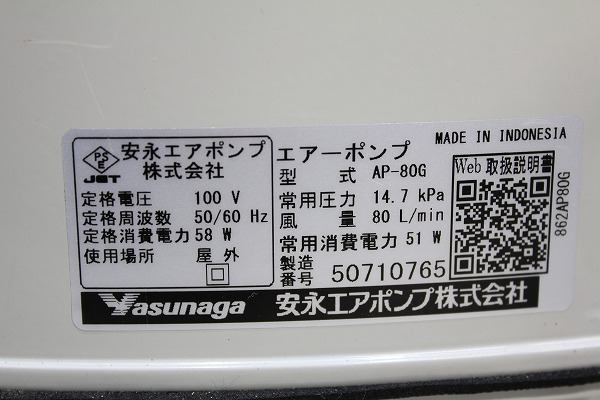 PS
E
JET
安永エアポンプ
株式会社
定格電圧 100 V
定格周波数 50/60 Hz
定格消費電力 58 W
使用場所 屋外
エアーポンプ
型式 AP-80G
常用圧力 14.7 kPa
風量 80 L/min
常用消費電力 51 W
製造
番号 50710765
MADE IN INDONESIA
Web 取扱説明書
862AP80G
Yasunaga 安永エアポンプ株式会社